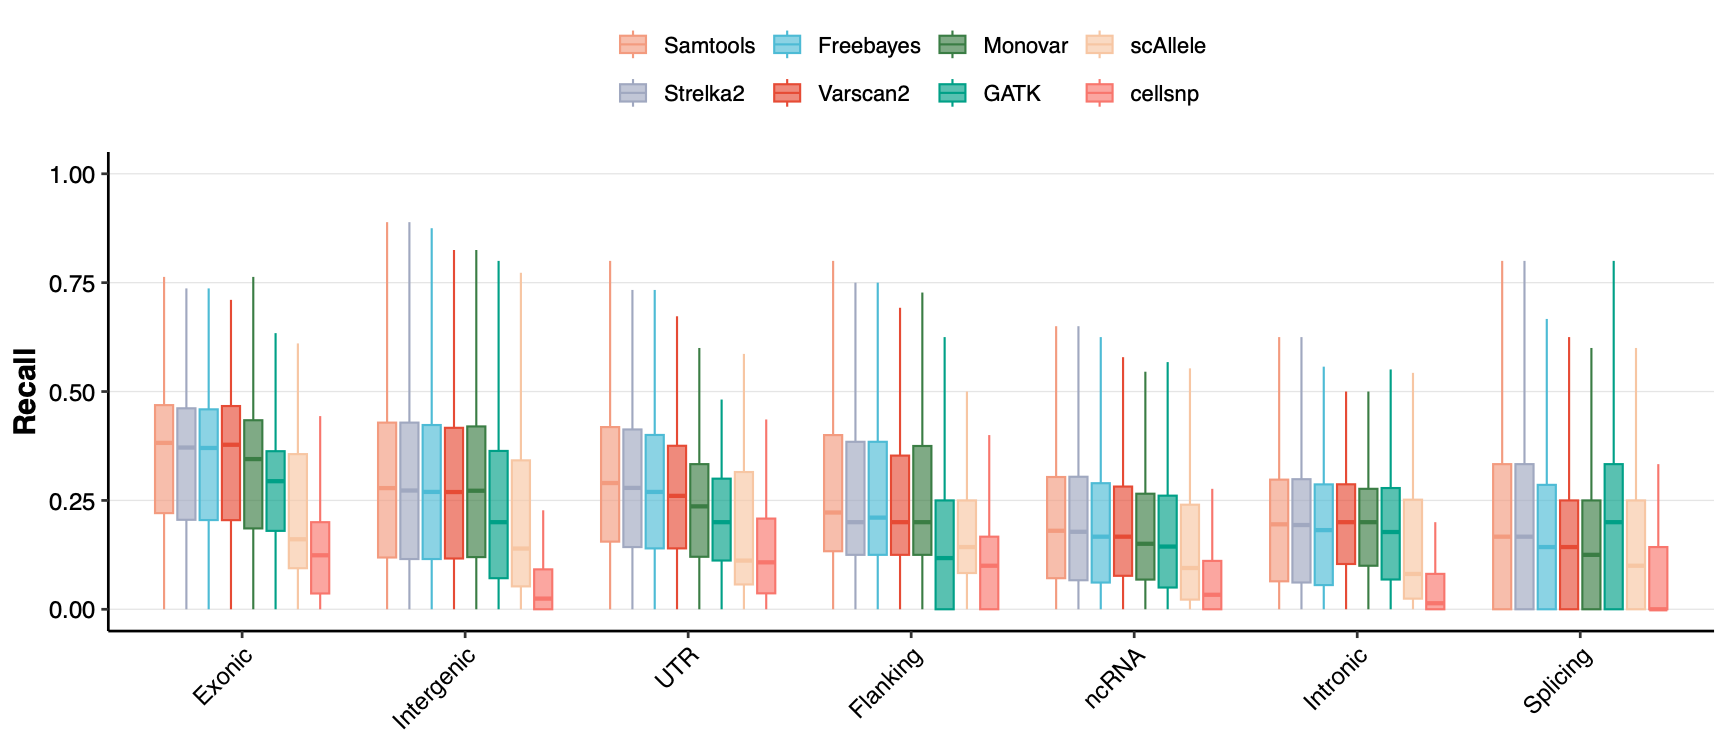 Samtools Freebayes Monovar scAllele
Strelka2 Varscan2 GATK cellsnp
1.00
0.75
0.50
0.25
0.00
Recall
Exonic Intergenic UTR Flanking ncRNA Intronic Splicing